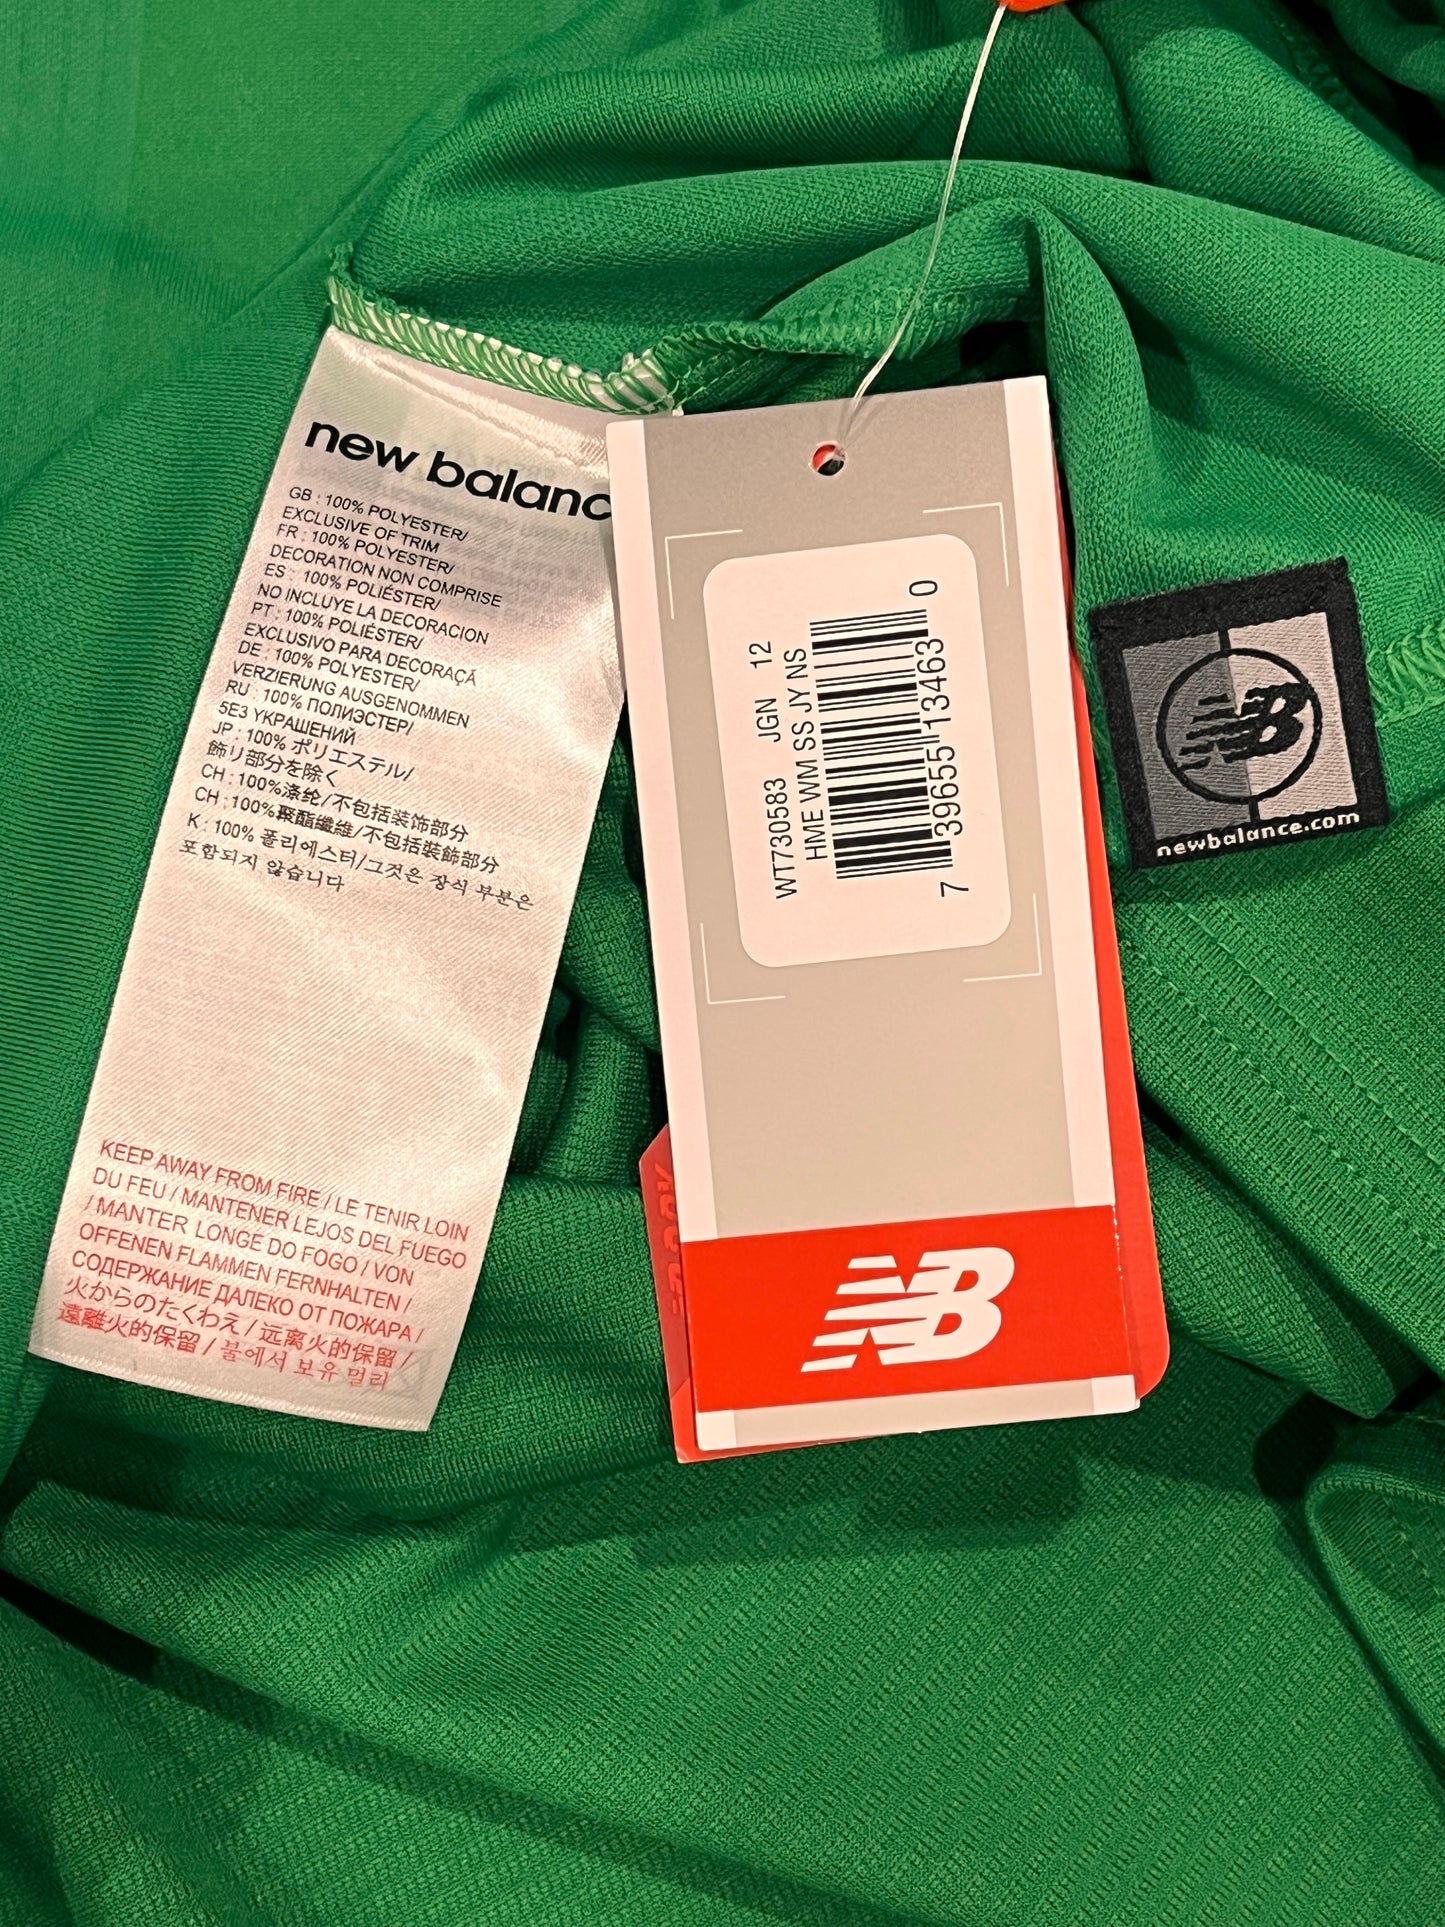 new balanc
GB : 100% POLYESTER/
EXCLUSIVE OF TRIM
FR : 100% POLYESTER/
DECORATION NON COMPRISE
ES : 100% POLIÉSTER/
NO INCLUYE LA DECORACION
PT : 100% POLIÉSTER/
EXCLUSIVO PARA DECORAÇÃ
DE : 100% POLYESTER/
VERZIERUNG AUSGENOMMEN
RU : 100% ПОЛИЭСТЕР/
5E3 УКРАШЕНИЙ
JP : 100% ポリエステル/
飾り部分を除く
CH : 100%涤纶/不包括装饰部分
CH : 100%聚酯纖維/不包括裝飾部分
K : 100% 폴리에스터/그것은 장식 부분은
포함되지 않습니다
KEEP AWAY FROM FIRE / LE TENIR LOIN
DU FEU / MANTENER LEJOS DEL FUEGO
/ MANTER LONGE DO FOGO / VON
OFFENEN FLAMMEN FERNHALTEN /
СОДЕРЖАНИЕ ДАЛЕКО ОТ ПОЖАРА /
火からのたくわえ / 远离火的保留 /
遠離火的保留 / 불에서 보유 멀리
WT730583 JGN 12
HME WM SS JY NS
7 39655 13463 0
NB
NB
newbalance.com